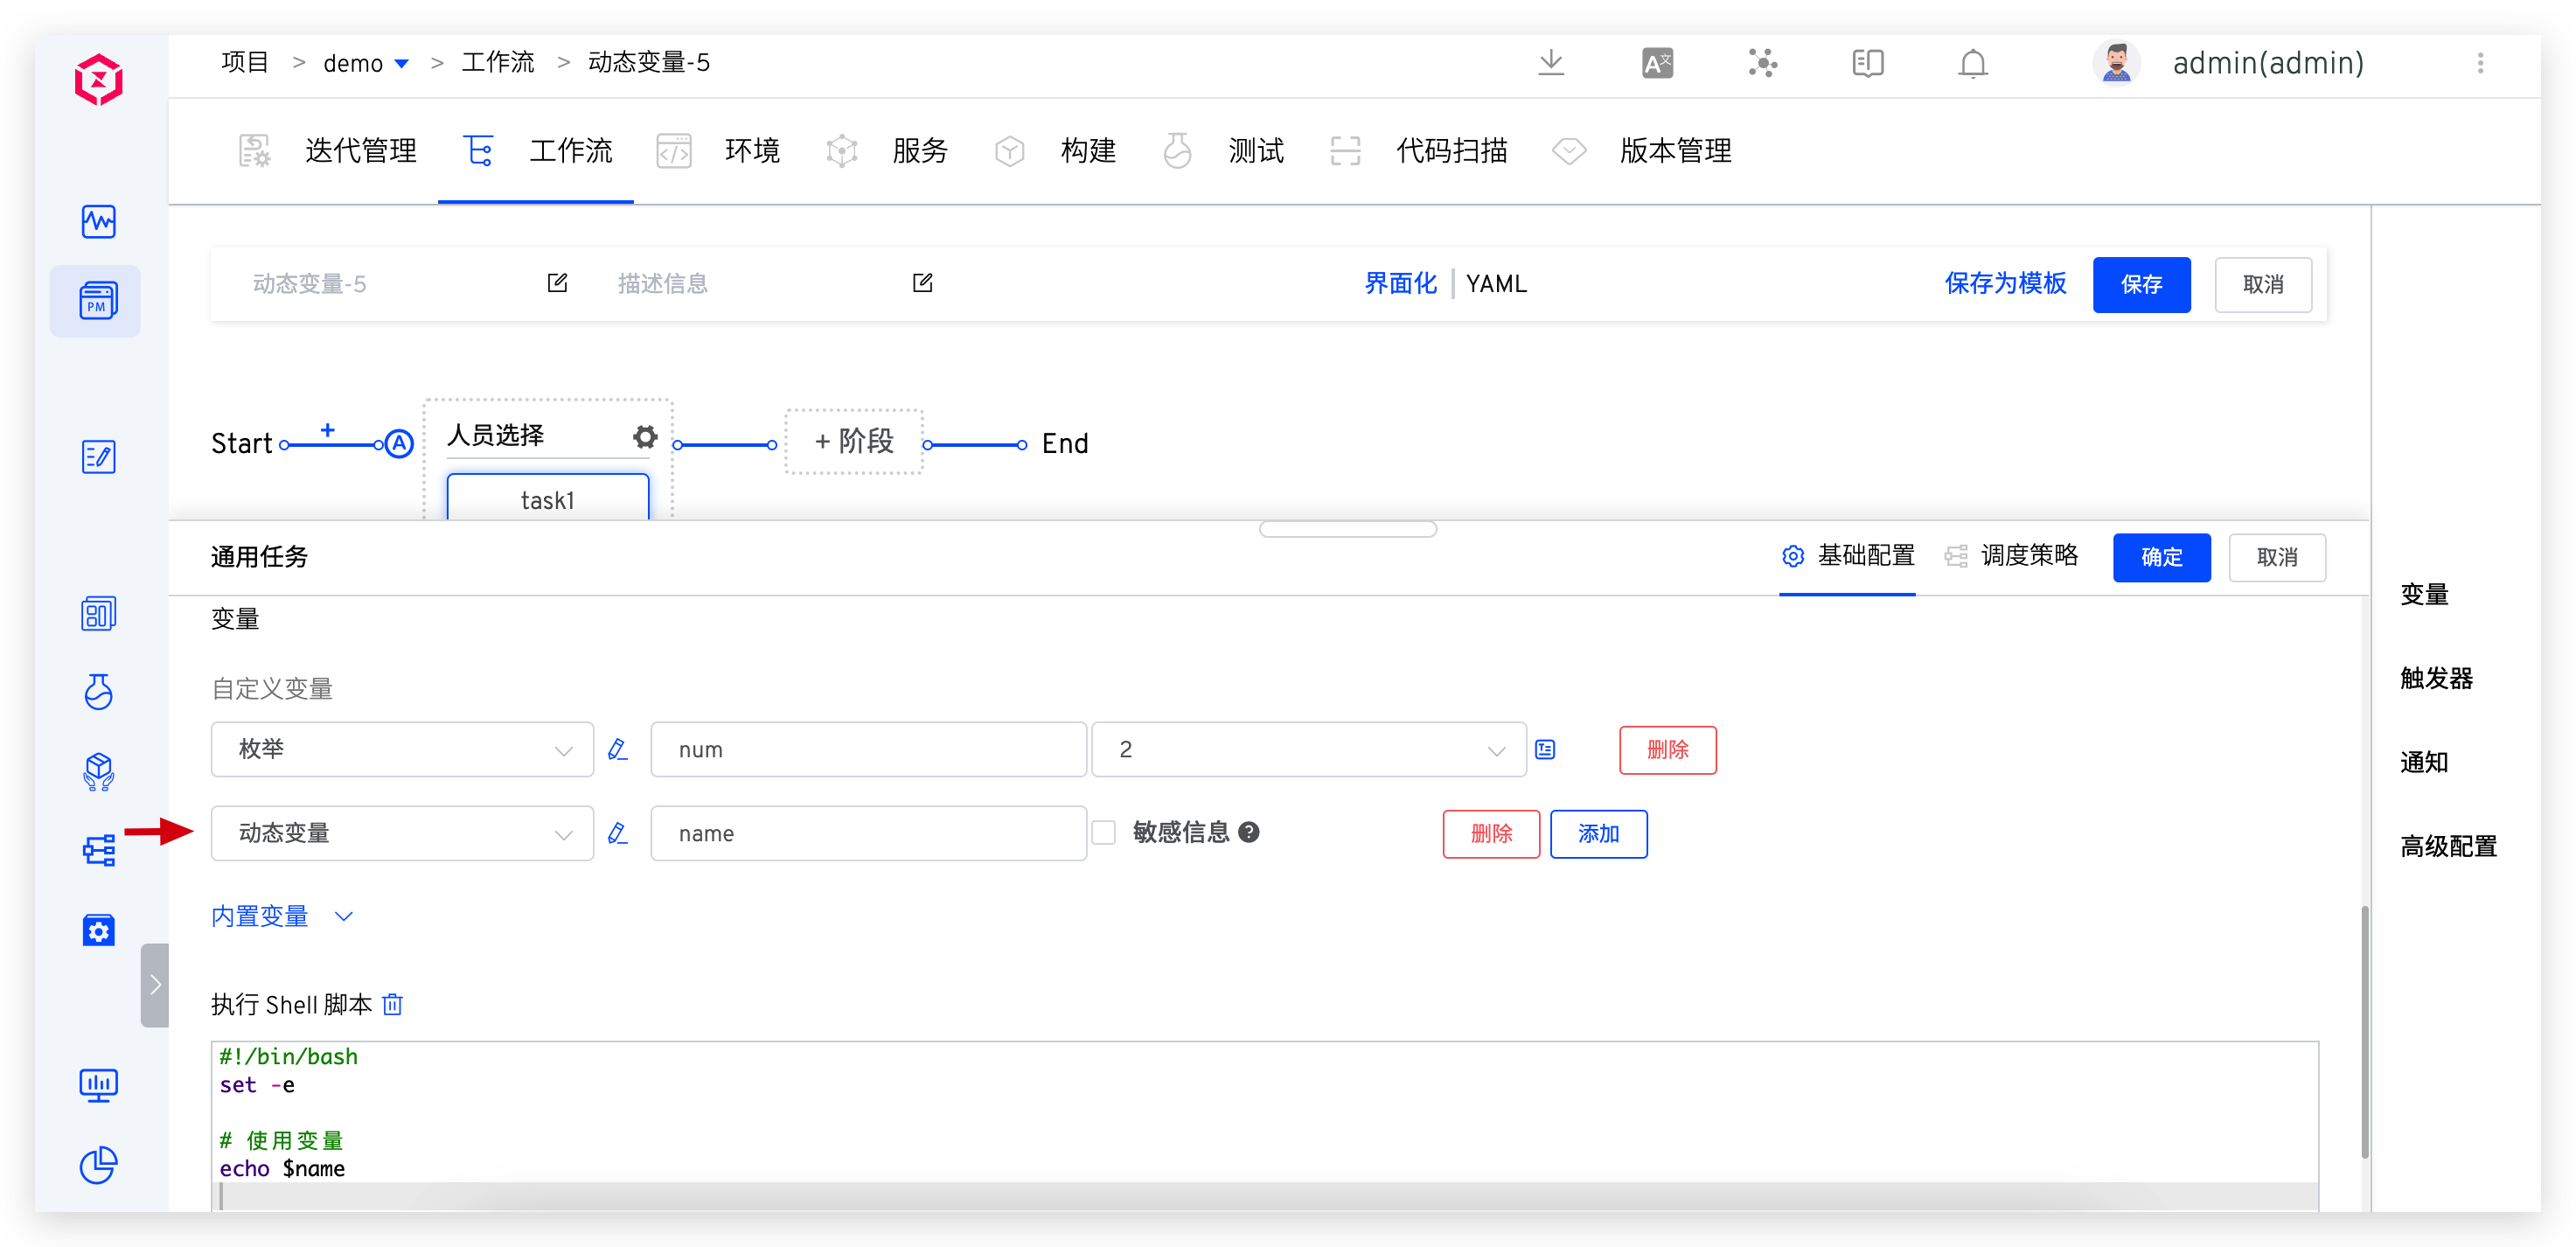 项目 > demo > 工作流 > 动态变量-5
admin(admin)
迭代管理 工作流 环境 服务 构建 测试 代码扫描 版本管理
PM
动态变量-5 描述信息 界面化 | YAML 保存为模板 保存 取消
Start + A 人员选择 + 阶段 End
task1
通用任务 基础配置 调度策略 确定 取消
变量
自定义变量
枚举 num 2 删除
动态变量 name 敏感信息 ? 删除 添加
内置变量
执行 Shell 脚本
#!/bin/bash
set -e
# 使用变量
echo $name
变量
触发器
通知
高级配置